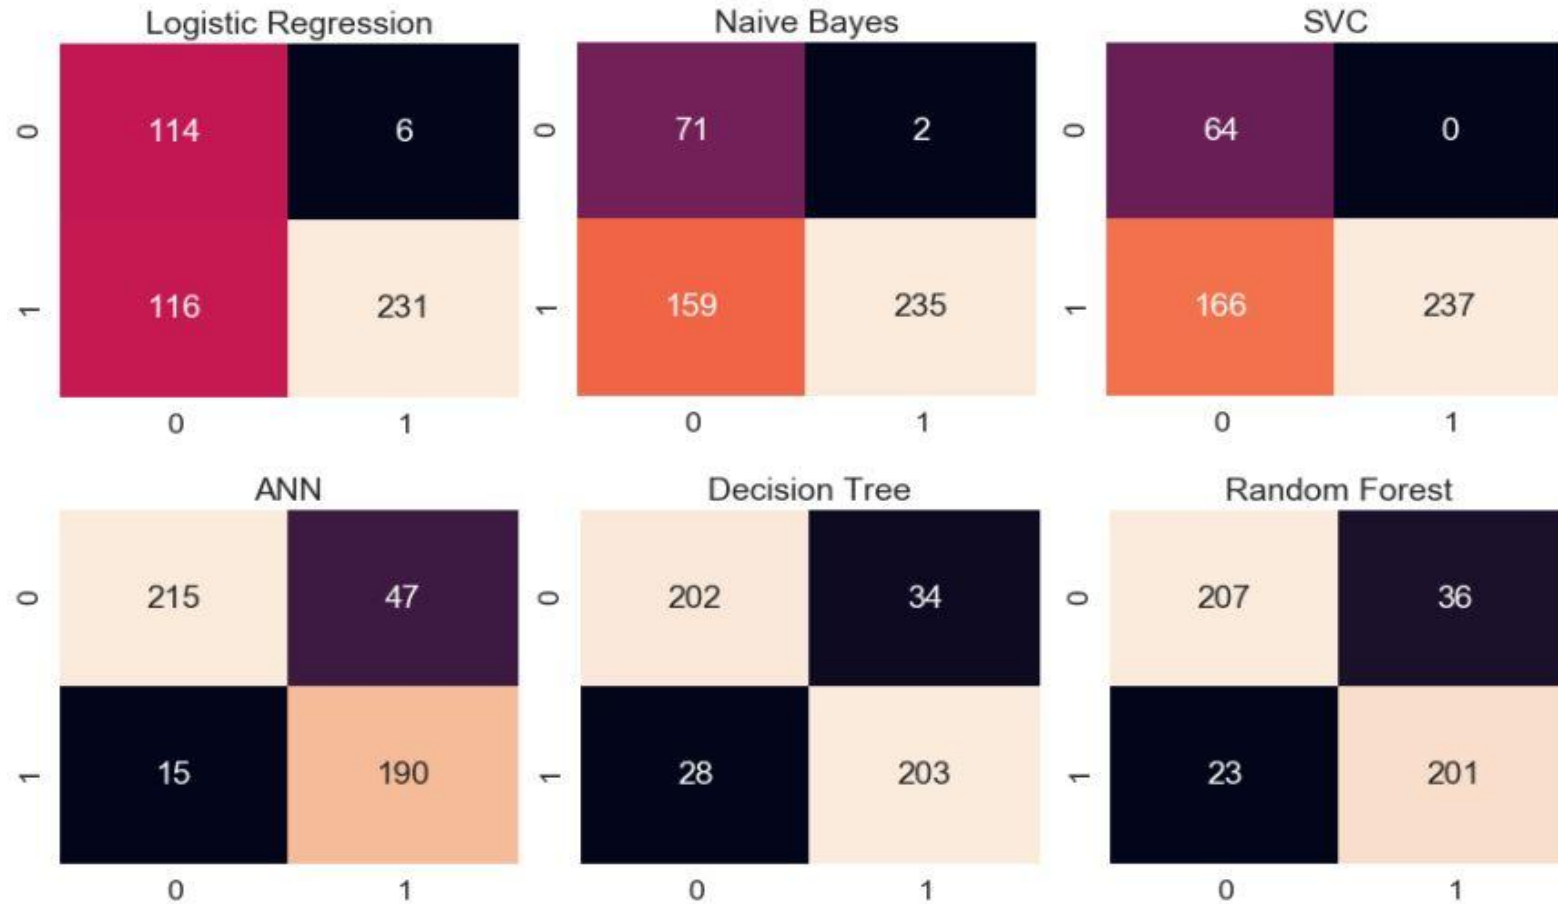 Logistic Regression Naive Bayes SVC
0 114 6 0 71 2 0 64 0
1 116 231 1 159 235 1 166 237
0 1 0 1 0 1
ANN Decision Tree Random Forest
0 215 47 0 202 34 0 207 36
1 15 190 1 28 203 1 23 201
0 1 0 1 0 1